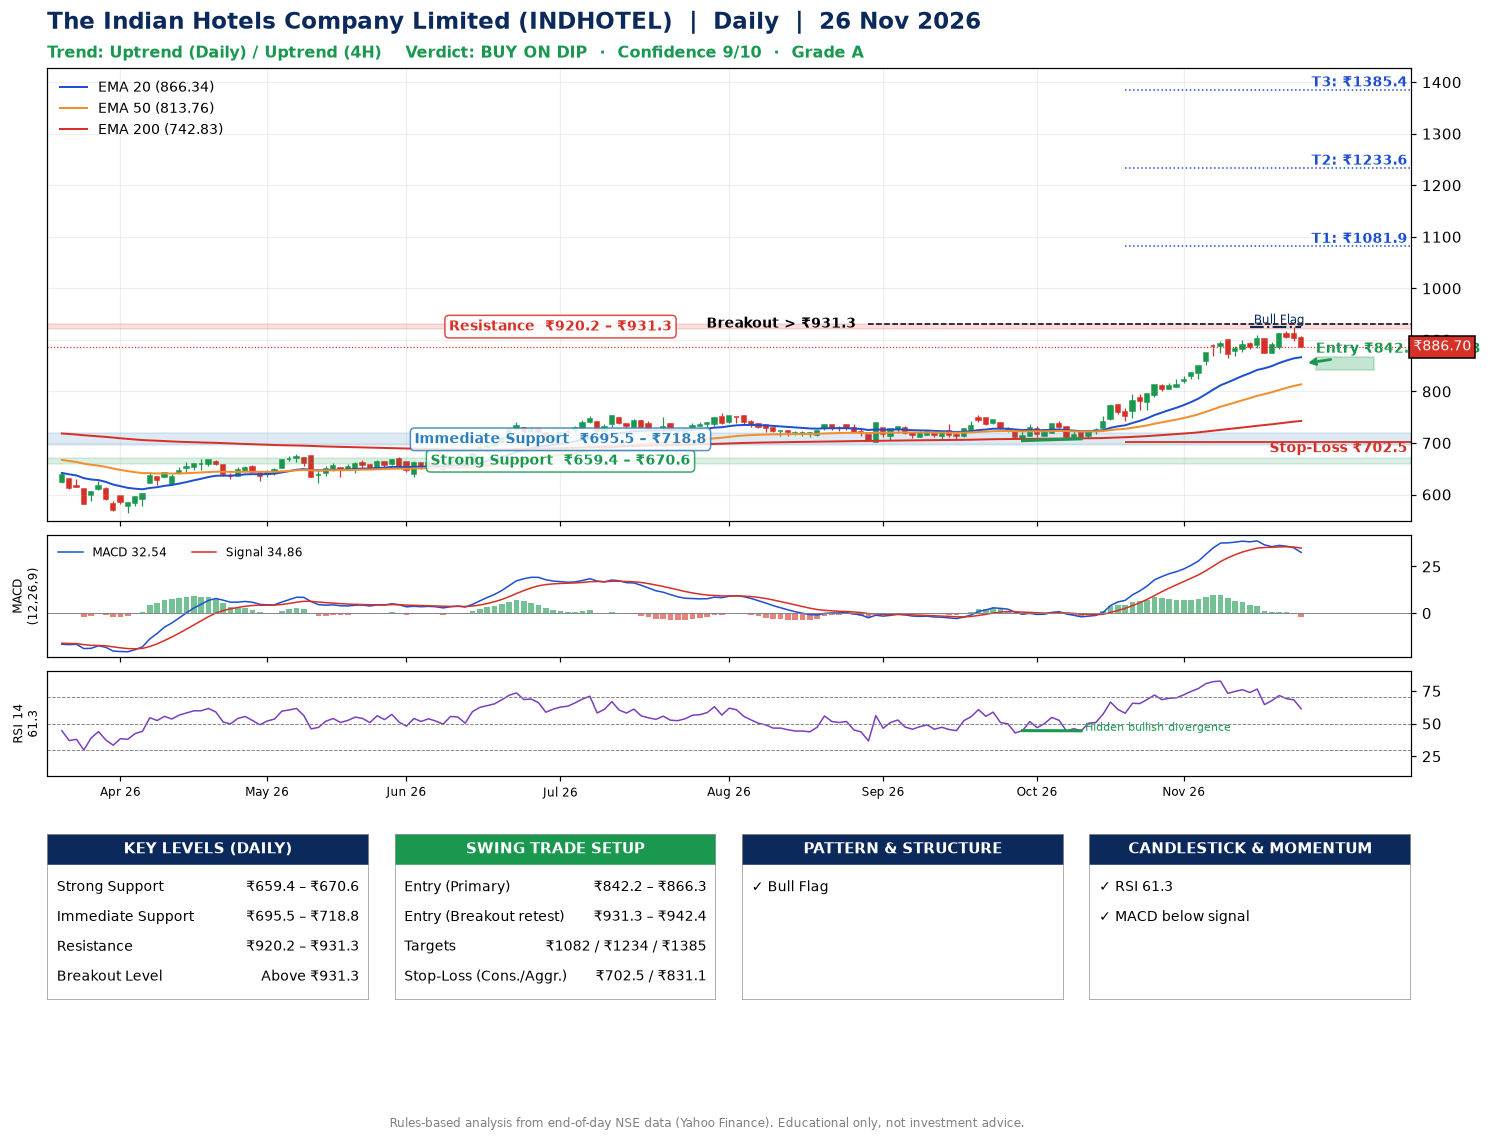 The Indian Hotels Company Limited (INDHOTEL) | Daily | 26 Nov 2026
Trend: Uptrend (Daily) / Uptrend (4H) Verdict: BUY ON DIP · Confidence 9/10 · Grade A
EMA 20 (866.34)
EMA 50 (813.76)
EMA 200 (742.83)
T3: ₹1385.4
T2: ₹1233.6
T1: ₹1081.9
Resistance ₹920.2 – ₹931.3
Breakout > ₹931.3
Bull Flag
Entry ₹842.
₹886.70
Immediate Support ₹695.5 – ₹718.8
Strong Support ₹659.4 – ₹670.6
Stop-Loss ₹702.5
1400
1300
1200
1100
1000
800
700
600
MACD
(12,26,9)
MACD 32.54
Signal 34.86
25
0
RSI 14
61.3
Hidden bullish divergence
75
50
25
Apr 26
May 26
Jun 26
Jul 26
Aug 26
Sep 26
Oct 26
Nov 26
KEY LEVELS (DAILY)
Strong Support ₹659.4 – ₹670.6
Immediate Support ₹695.5 – ₹718.8
Resistance ₹920.2 – ₹931.3
Breakout Level Above ₹931.3
SWING TRADE SETUP
Entry (Primary) ₹842.2 – ₹866.3
Entry (Breakout retest) ₹931.3 – ₹942.4
Targets ₹1082 / ₹1234 / ₹1385
Stop-Loss (Cons./Aggr.) ₹702.5 / ₹831.1
PATTERN & STRUCTURE
✓ Bull Flag
CANDLESTICK & MOMENTUM
✓ RSI 61.3
✓ MACD below signal
Rules-based analysis from end-of-day NSE data (Yahoo Finance). Educational only, not investment advice.